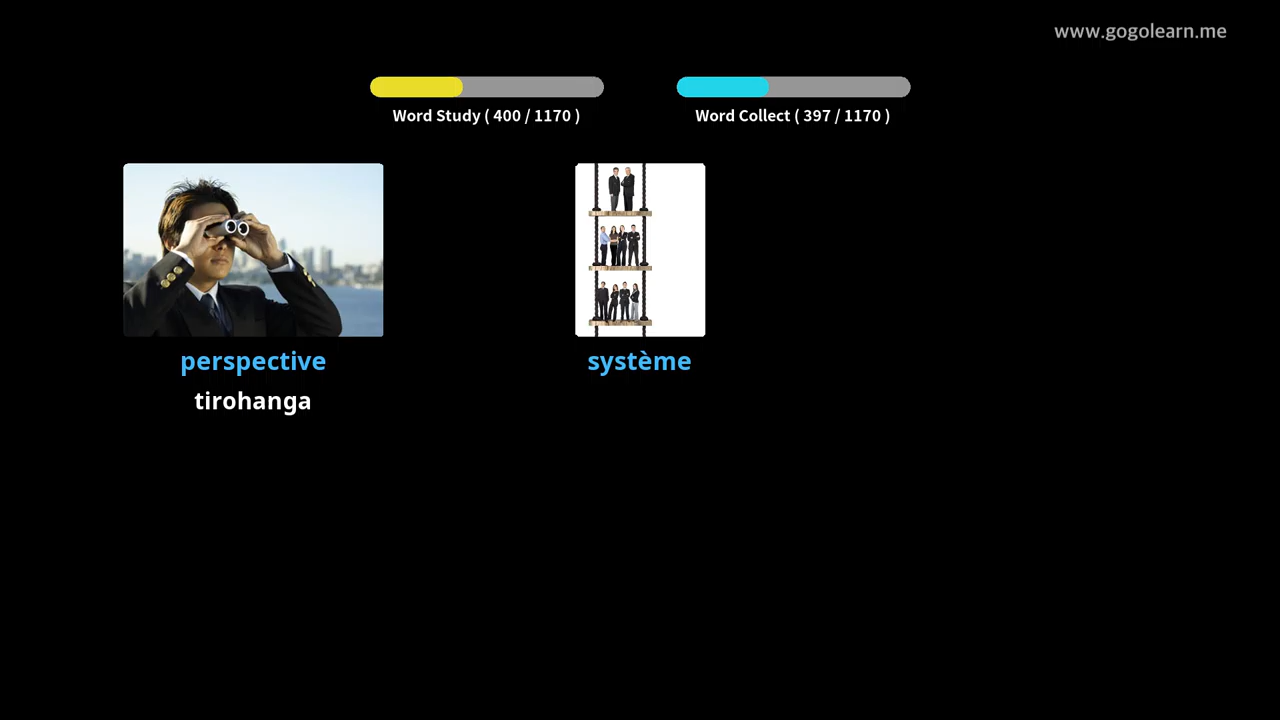 www.gogolearn.me
Word Study ( 400 / 1170 )
Word Collect ( 397 / 1170 )
perspective
tirohanga
système